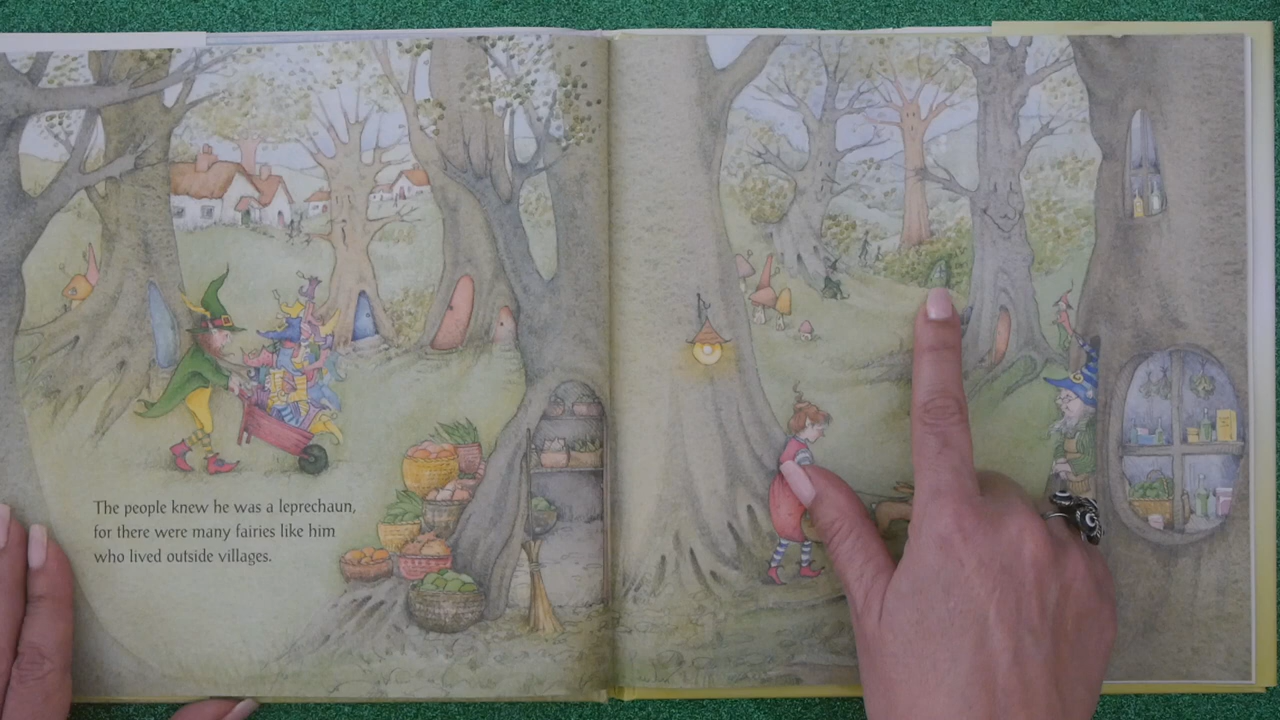 The people knew he was a leprechaun,
for there were many fairies like him
who lived outside villages.